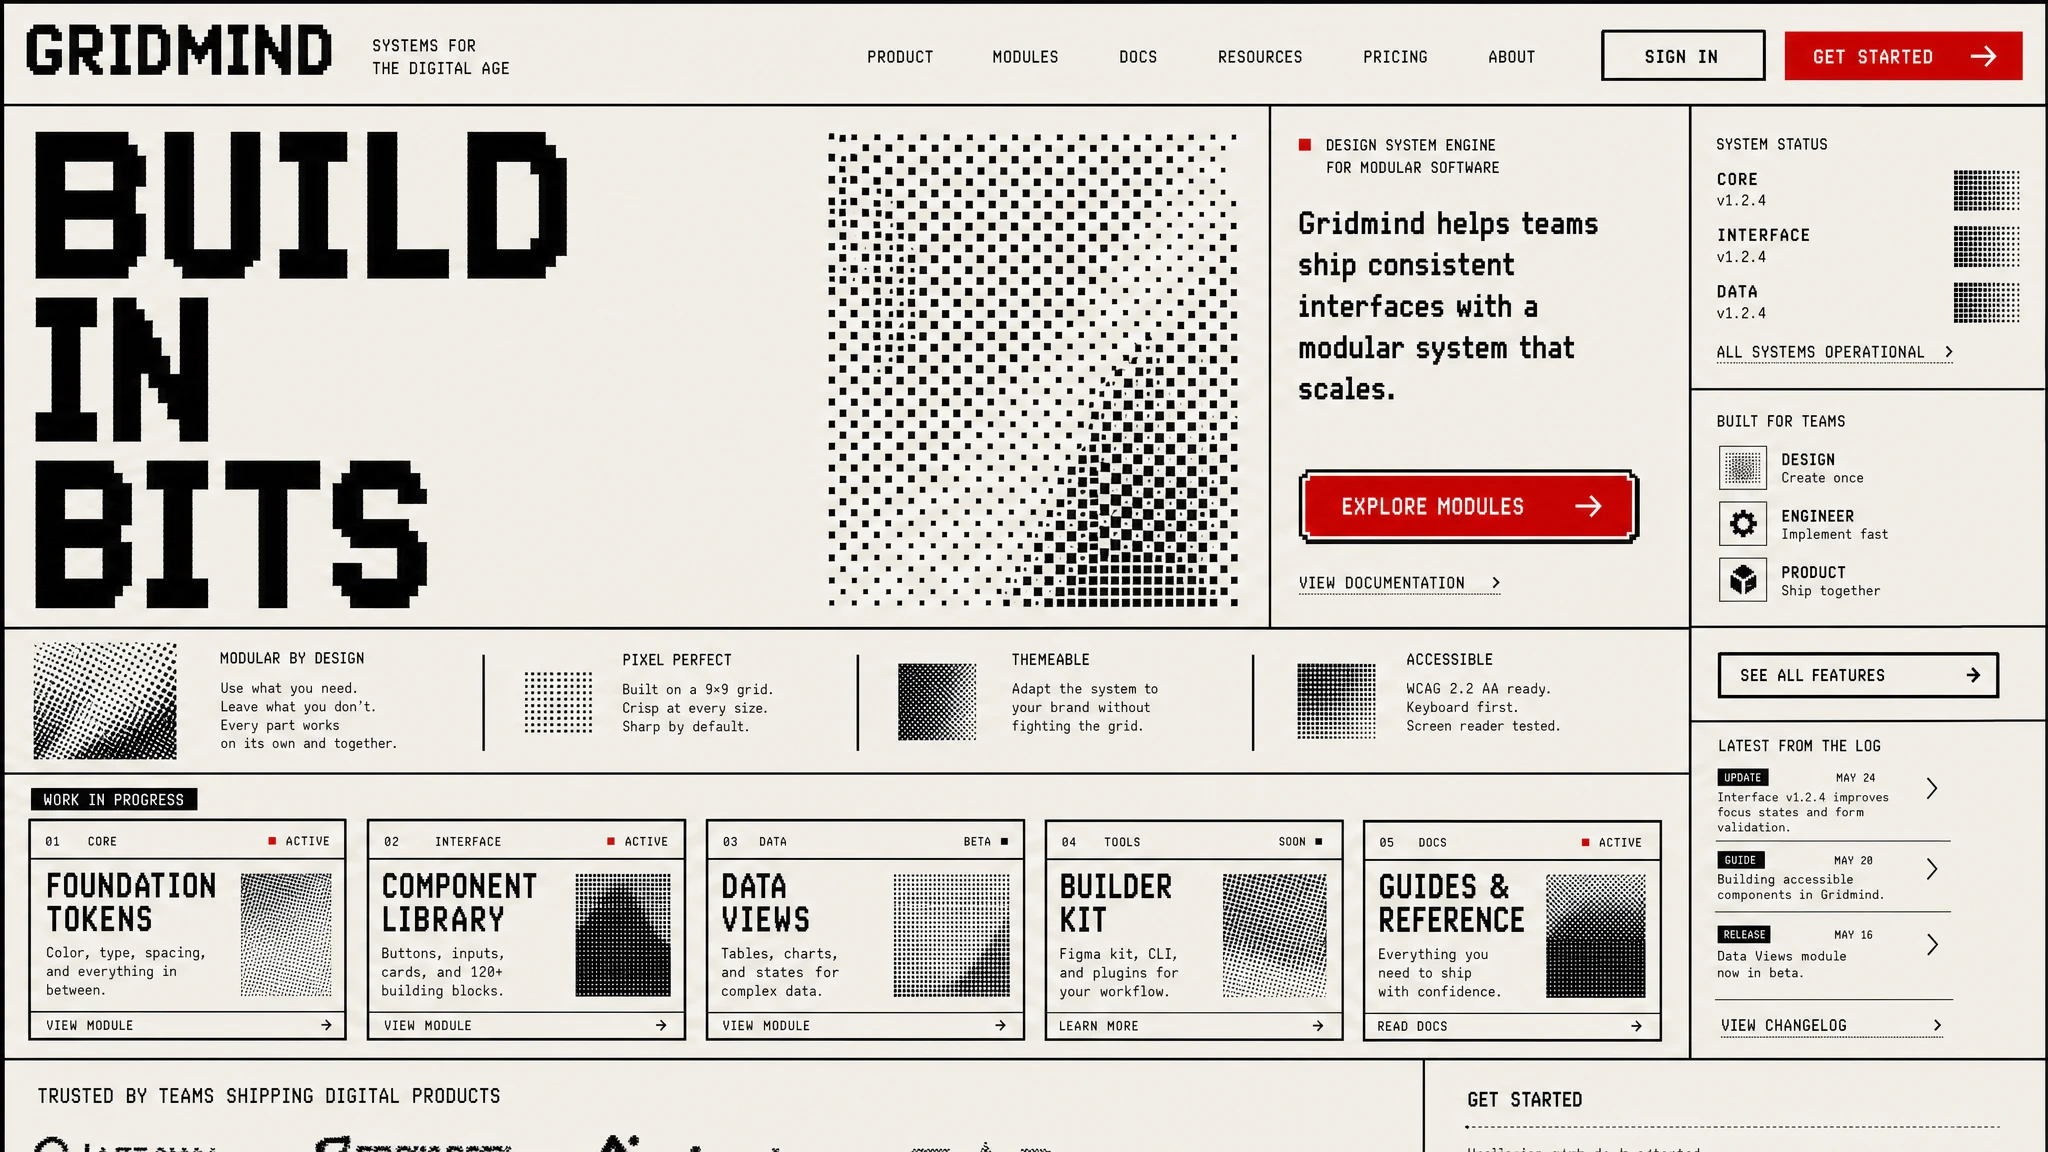 GRIDMIND
SYSTEMS FOR
THE DIGITAL AGE
PRODUCT
MODULES
DOCS
RESOURCES
PRICING
ABOUT
SIGN IN
GET STARTED
BUILD
IN
BITS
DESIGN SYSTEM ENGINE
FOR MODULAR SOFTWARE
Gridmind helps teams
ship consistent
interfaces with a
modular system that
scales.
EXPLORE MODULES
VIEW DOCUMENTATION
SYSTEM STATUS
CORE
v1.2.4
INTERFACE
v1.2.4
DATA
v1.2.4
ALL SYSTEMS OPERATIONAL
BUILT FOR TEAMS
DESIGN
Create once
ENGINEER
Implement fast
PRODUCT
Ship together
SEE ALL FEATURES
MODULAR BY DESIGN
Use what you need.
Leave what you don't.
Every part works
on its own and together.
PIXEL PERFECT
Built on a 9×9 grid.
Crisp at every size.
Sharp by default.
THEMEABLE
Adapt the system to
your brand without
fighting the grid.
ACCESSIBLE
WCAG 2.2 AA ready.
Keyboard first.
Screen reader tested.
WORK IN PROGRESS
01 CORE ACTIVE
FOUNDATION
TOKENS
Color, type, spacing,
and everything in
between.
VIEW MODULE
02 INTERFACE ACTIVE
COMPONENT
LIBRARY
Buttons, inputs,
cards, and 120+
building blocks.
VIEW MODULE
03 DATA BETA
DATA
VIEWS
Tables, charts,
and states for
complex data.
VIEW MODULE
04 TOOLS SOON
BUILDER
KIT
Figma kit, CLI,
and plugins for
your workflow.
LEARN MORE
05 DOCS ACTIVE
GUIDES &
REFERENCE
Everything you
need to ship
with confidence.
READ DOCS
LATEST FROM THE LOG
UPDATE MAY 24
Interface v1.2.4 improves
focus states and form
validation.
GUIDE MAY 20
Building accessible
components in Gridmind.
RELEASE MAY 16
Data Views module
now in beta.
VIEW CHANGELOG
TRUSTED BY TEAMS SHIPPING DIGITAL PRODUCTS
GET STARTED